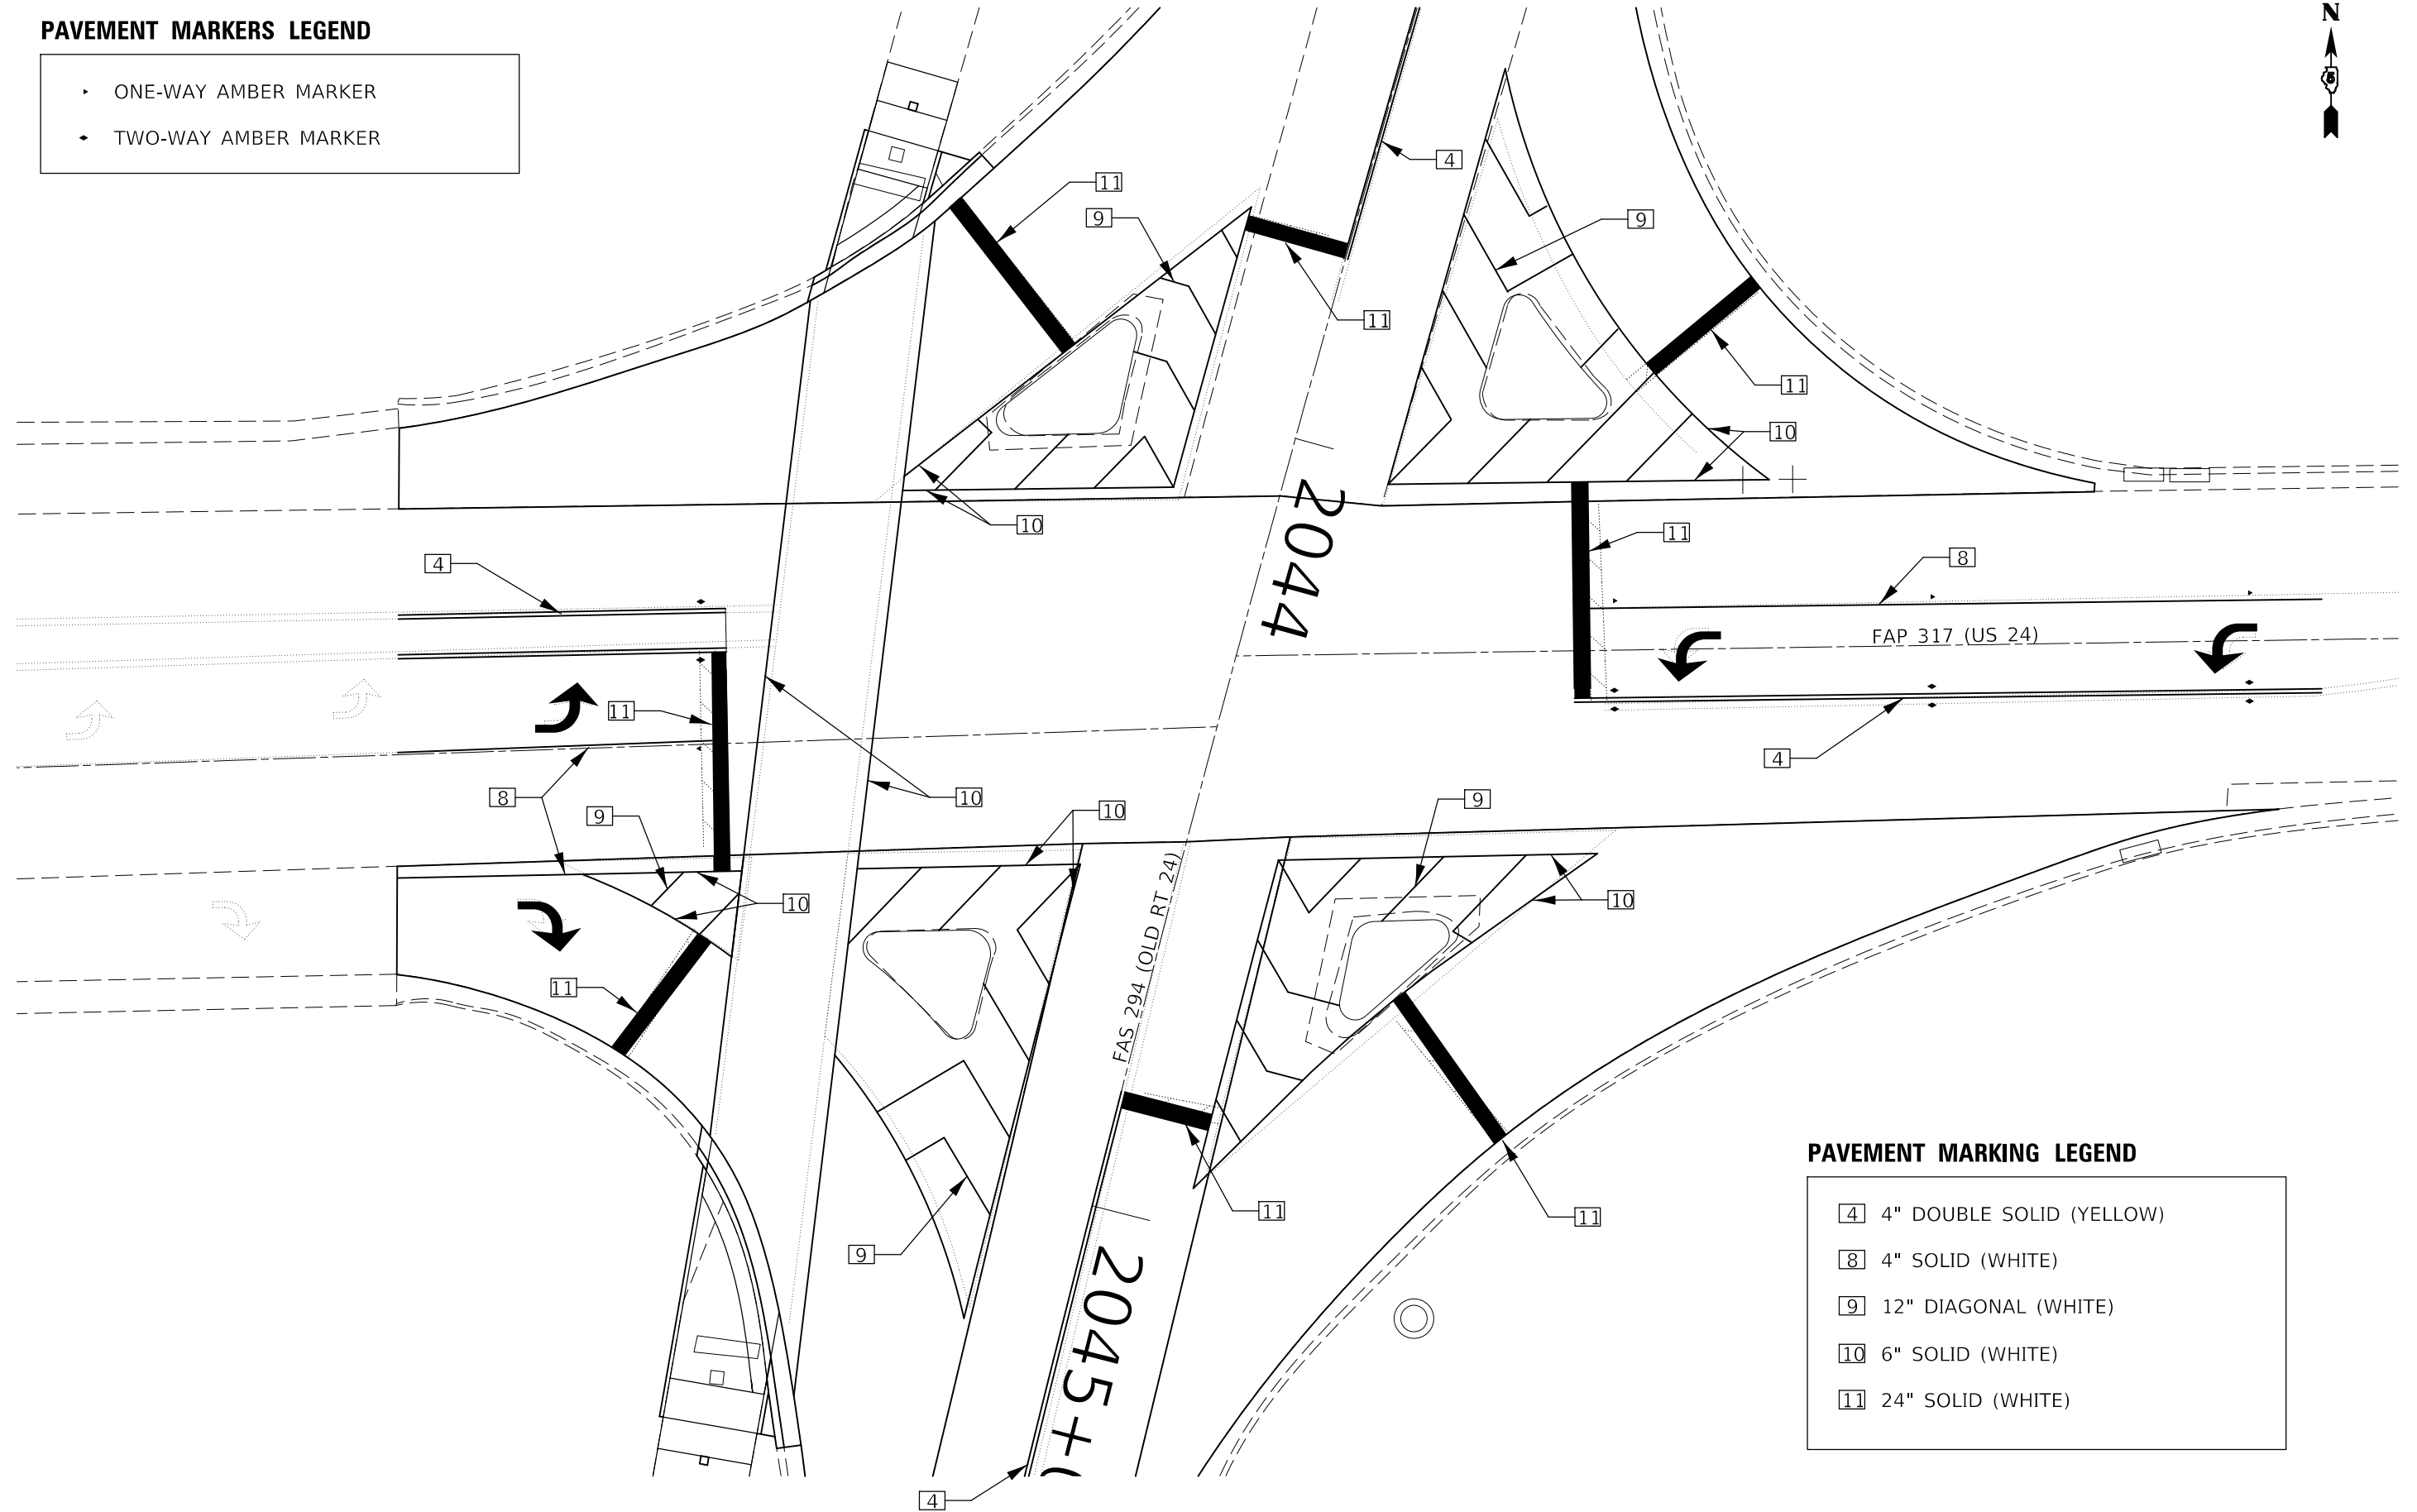 PAVEMENT MARKERS LEGEND
ONE-WAY AMBER MARKER
TWO-WAY AMBER MARKER
N
4
11
9
9
11
11
10
2044
10
11
4
8
FAP 317 (US 24)
11
4
8
10
9
9
10
10
10
11
FAS 294 (OLD RT 24)
11
11
9
2045+
4
PAVEMENT MARKING LEGEND
4 4" DOUBLE SOLID (YELLOW)
8 4" SOLID (WHITE)
9 12" DIAGONAL (WHITE)
10 6" SOLID (WHITE)
11 24" SOLID (WHITE)